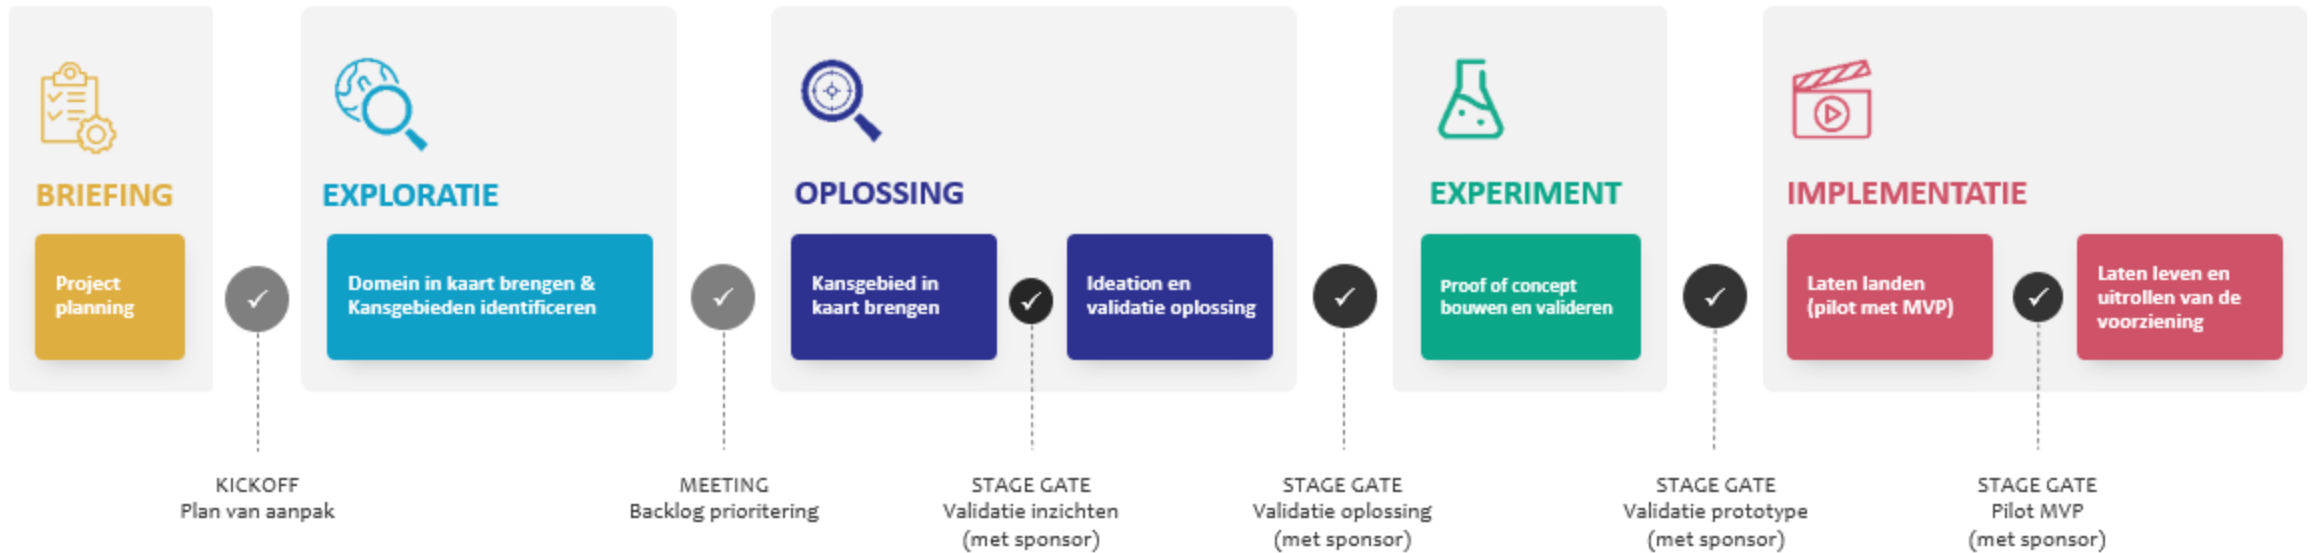 BRIEFING
Project
planning
EXPLORATIE
Domein in kaart brengen &
Kansgebieden identificeren
OPLOSSING
Kansgebied in
kaart brengen
Ideation en
validatie oplossing
EXPERIMENT
Proof of concept
bouwen en valideren
IMPLEMENTATIE
Laten landen
(pilot met MVP)
Laten leven en
uitrollen van de
voorziening
KICKOFF
Plan van aanpak
MEETING
Backlog prioritering
STAGE GATE
Validatie inzichten
(met sponsor)
STAGE GATE
Validatie oplossing
(met sponsor)
STAGE GATE
Validatie prototype
(met sponsor)
STAGE GATE
Pilot MVP
(met sponsor)